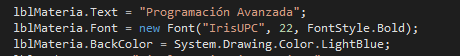 lblMateria.Text = "Programación Avanzada";
lblMateria.Font = new Font("IrisUPC", 22, FontStyle.Bold);
lblMateria.BackColor = System.Drawing.Color.LightBlue;